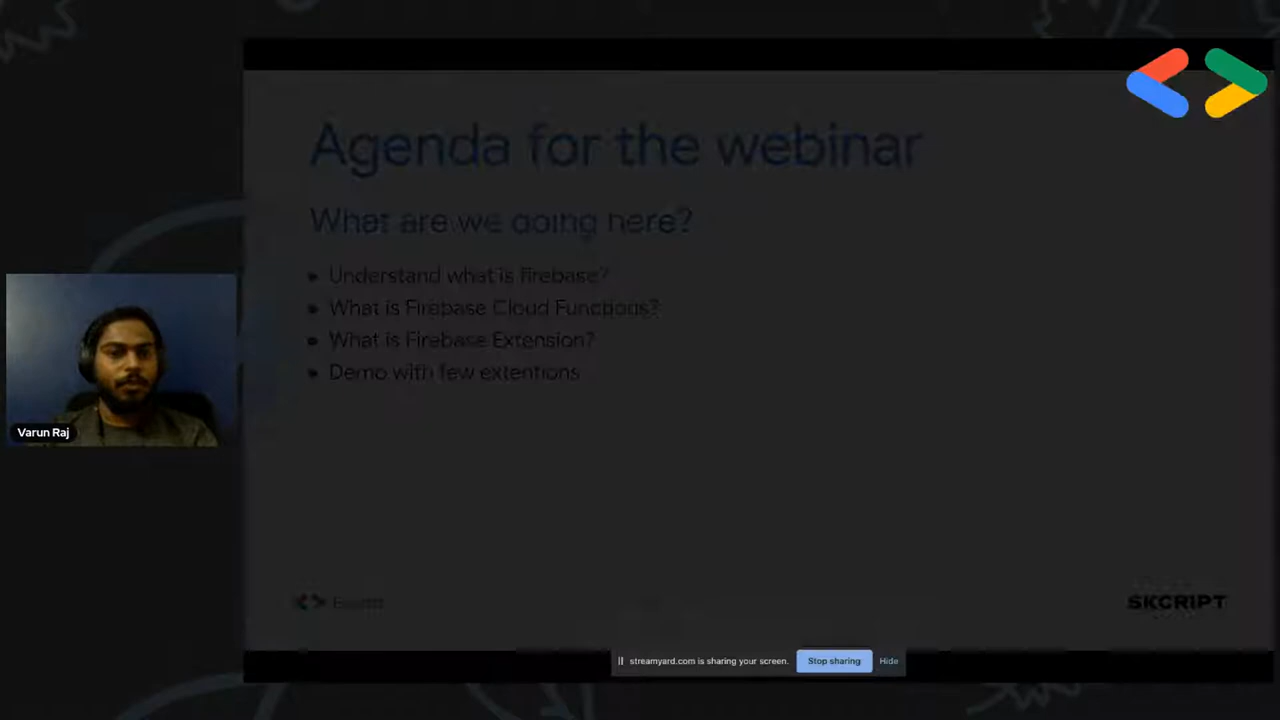 Agenda for the webinar
What are we going here?
Understand what is firebase?
What is Firebase Cloud Functions?
What is Firebase Extension?
Demo with few extentions
Varun Raj
SKCRIPT
streamyard.com is sharing your screen.
Stop sharing
Hide